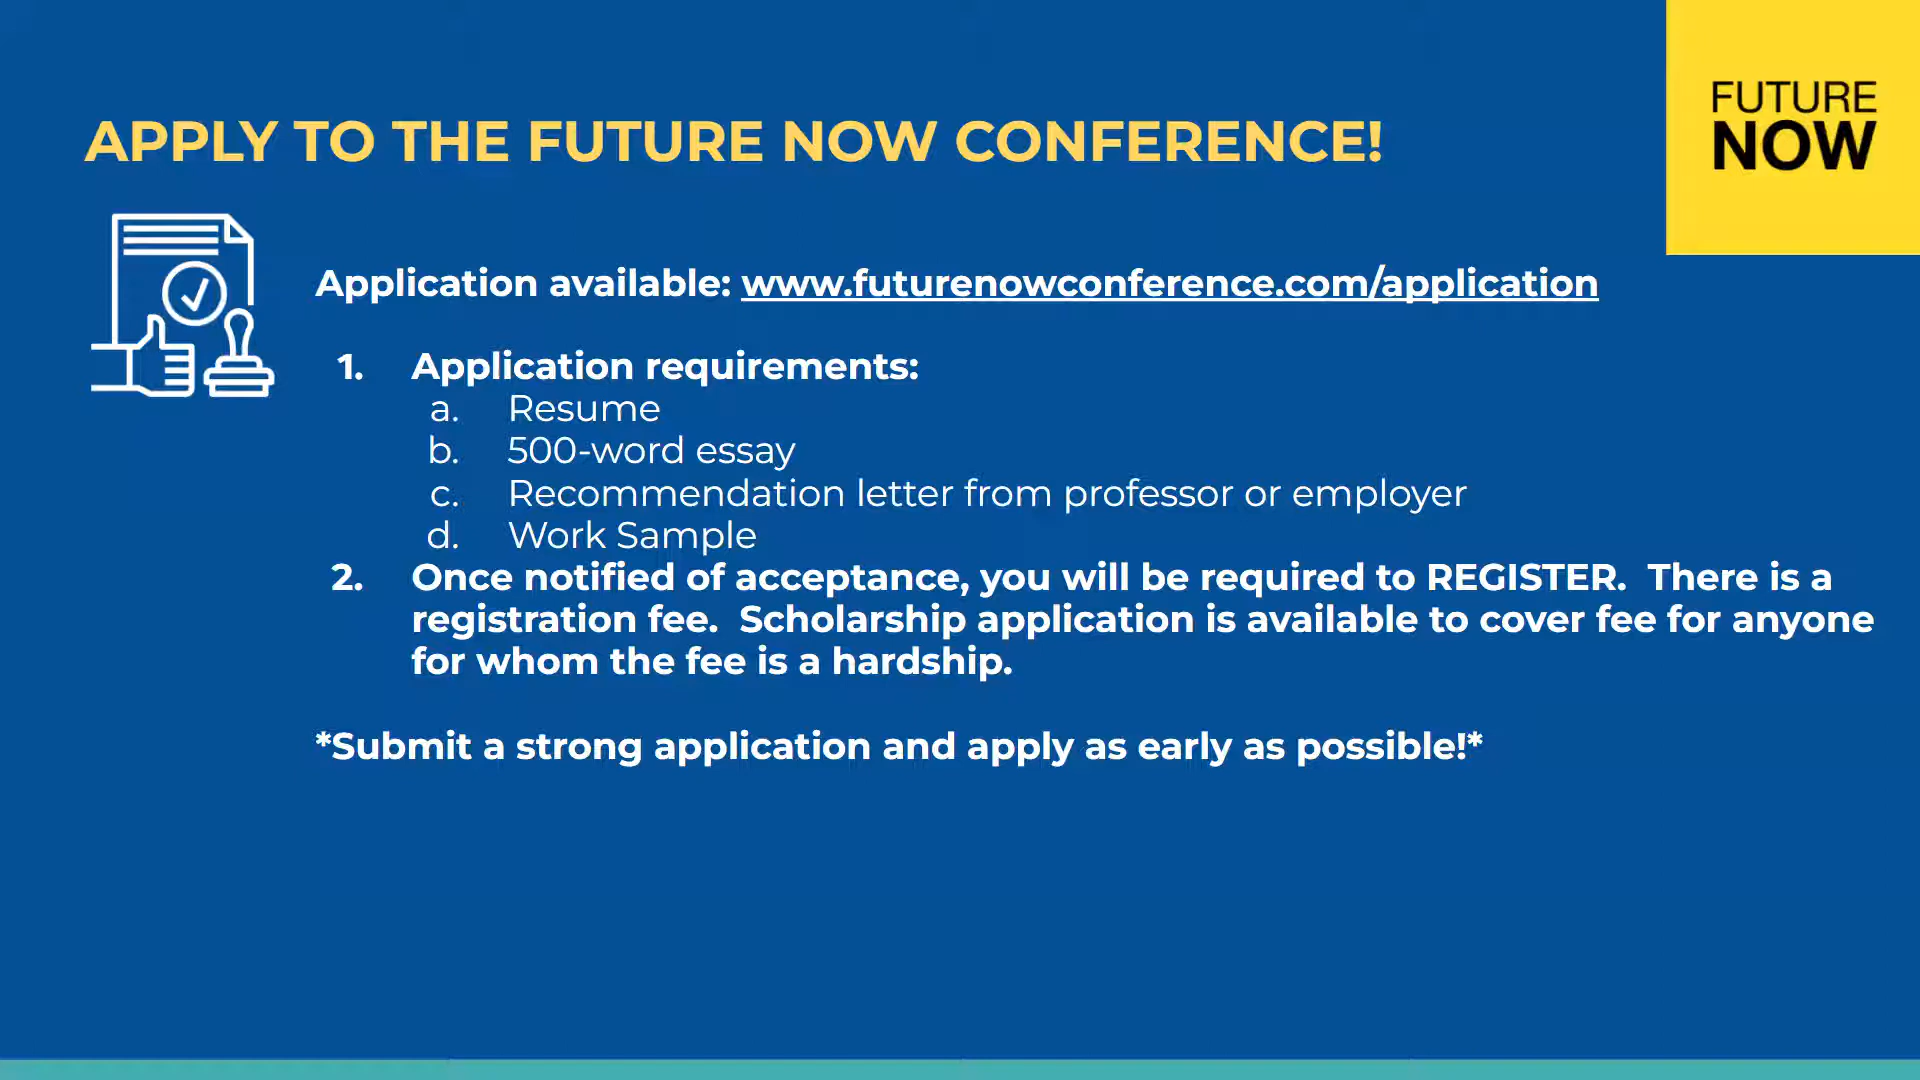 FUTURE
NOW
APPLY TO THE FUTURE NOW CONFERENCE!
Application available: www.futurenowconference.com/application
1. Application requirements:
a. Resume
b. 500-word essay
c. Recommendation letter from professor or employer
d. Work Sample
2. Once notified of acceptance, you will be required to REGISTER.  There is a
registration fee.  Scholarship application is available to cover fee for anyone
for whom the fee is a hardship.
*Submit a strong application and apply as early as possible!*